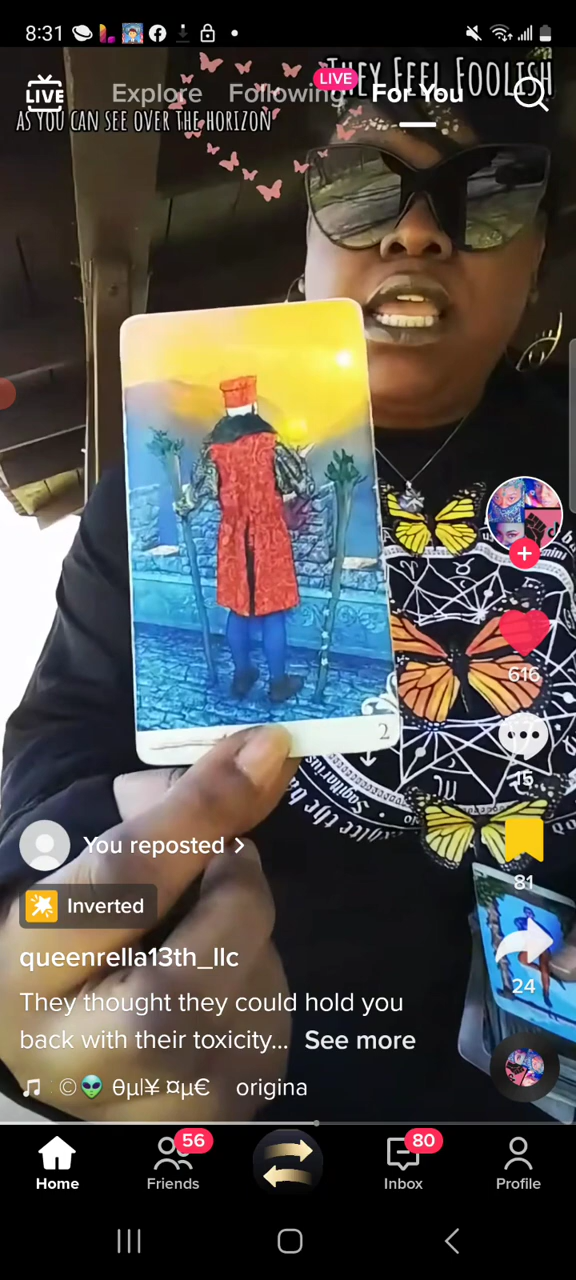 8:31
THEY FEEL FOOLISH
LIVE
LIVE Explore Following For You
AS YOU CAN SEE OVER THE HORIZON
2
616
Sagittarius
15
You reposted >
81
Inverted
queenrella13th_llc
24
They thought they could hold you
back with their toxicity... See more
©👽 θµl¥ ¤µ€ origina
56
80
Home Friends Inbox Profile